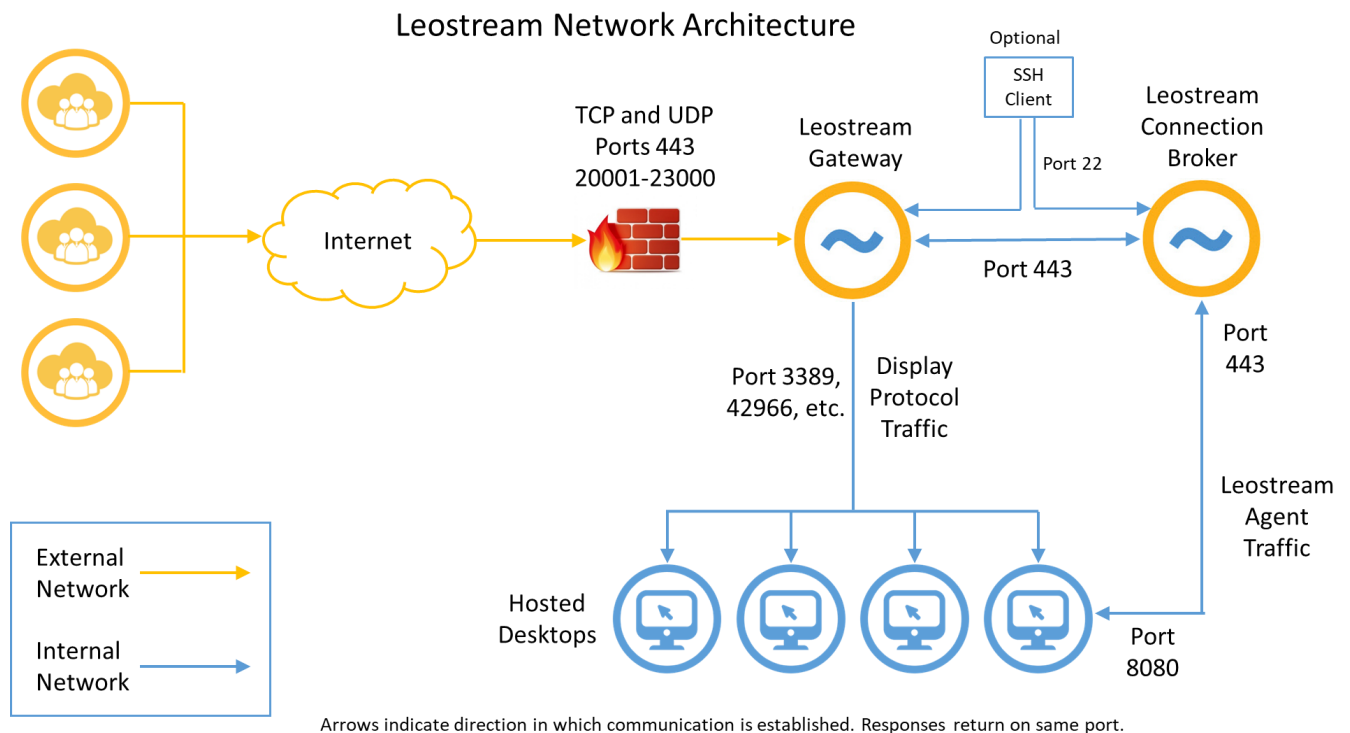 Leostream Network Architecture
Optional
SSH
Client
Port 22
TCP and UDP
Ports 443
20001-23000
Leostream
Gateway
Leostream
Connection
Broker
Internet
Port 443
Port 3389,
42966, etc.
Display
Protocol
Traffic
Port
443
Leostream
Agent
Traffic
External
Network
Internal
Network
Hosted
Desktops
Port
8080
Arrows indicate direction in which communication is established. Responses return on same port.